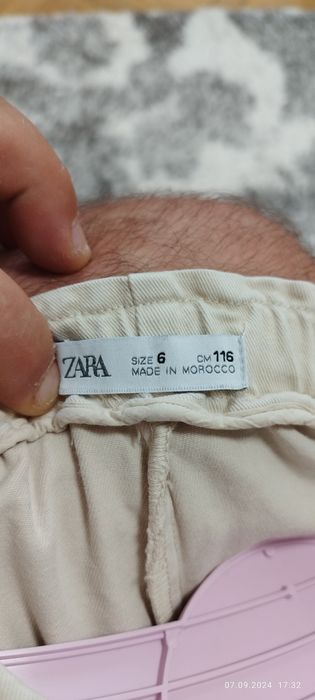 ZARA
SIZE 6 CM 116
MADE IN MOROCCO
07.09.2024 17:32